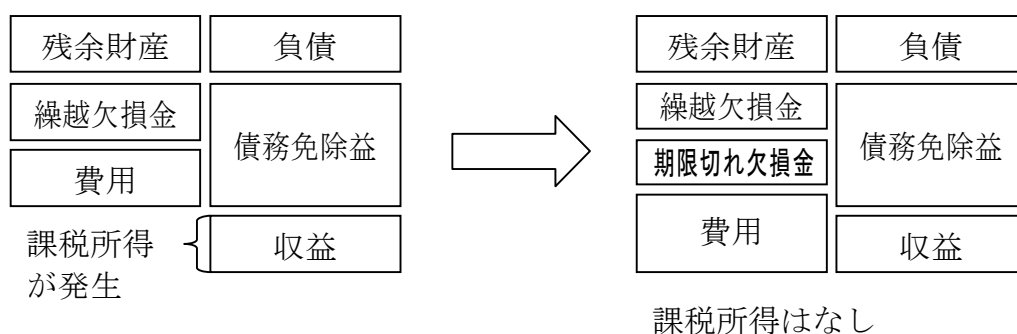 残余財産
負債
繰越欠損金
債務免除益
費用
課税所得
が発生
収益
残余財産
負債
繰越欠損金
期限切れ欠損金
債務免除益
費用
収益
課税所得はなし